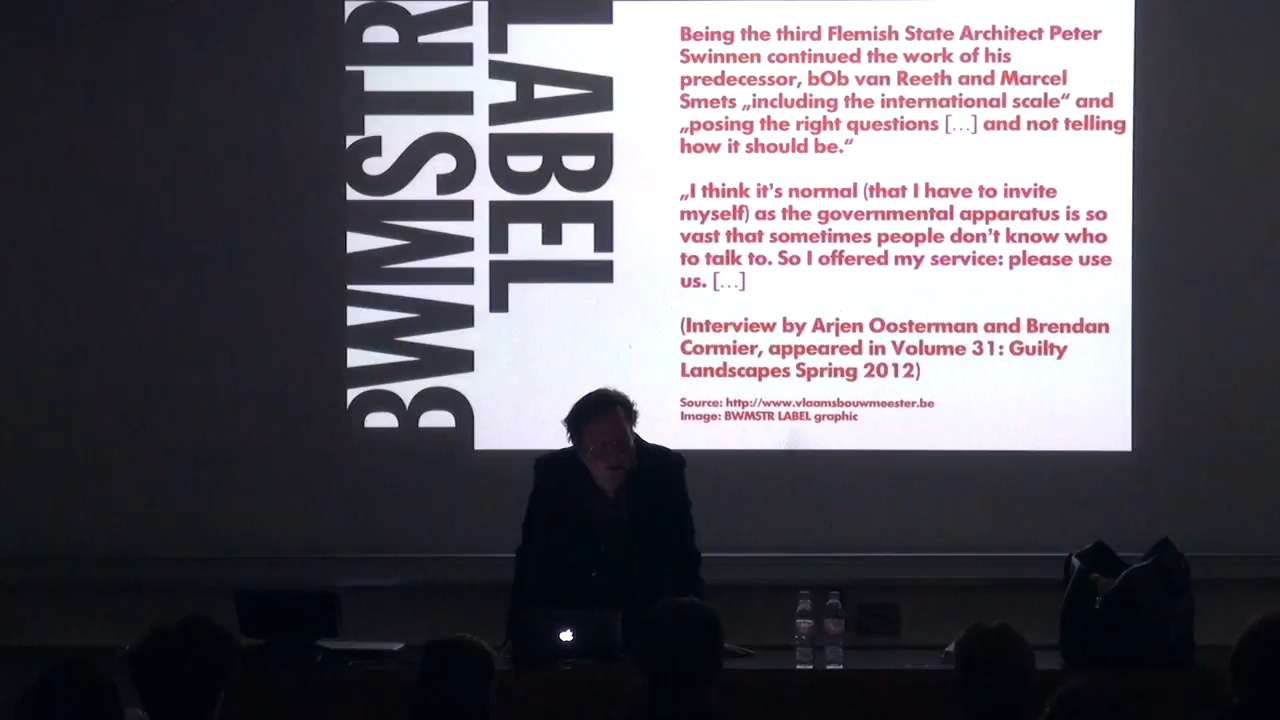 BWMSTR
LABEL
Being the third Flemish State Architect Peter
Swinnen continued the work of his
predecessor, bOb van Reeth and Marcel
Smets „including the international scale“ and
„posing the right questions […] and not telling
how it should be.“
„I think it’s normal (that I have to invite
myself) as the governmental apparatus is so
vast that sometimes people don’t know who
to talk to. So I offered my service: please use
us. […]
(Interview by Arjen Oosterman and Brendan
Cormier, appeared in Volume 31: Guilty
Landscapes Spring 2012)
Source: http://www.vlaamsbouwmeester.be
Image: BWMSTR LABEL graphic